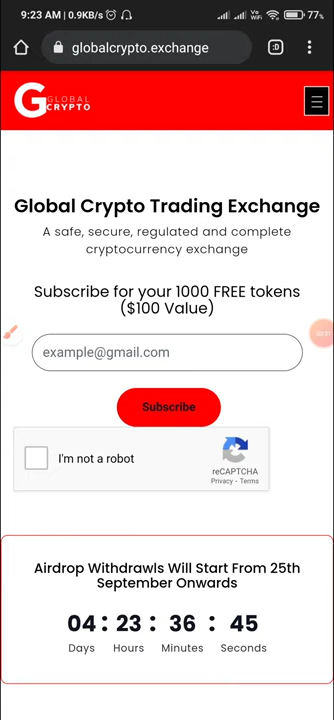 9:23 AM | 0.9KB/s
Vo
WiFi
77%
globalcrypto.exchange
:D
G GLOBAL
CRYPTO
Global Crypto Trading Exchange
A safe, secure, regulated and complete
cryptocurrency exchange
Subscribe for your 1000 FREE tokens
($100 Value)
example@gmail.com
Subscribe
I'm not a robot
reCAPTCHA
Privacy - Terms
Airdrop Withdrawls Will Start From 25th
September Onwards
04 : 23 : 36 : 45
Days Hours Minutes Seconds